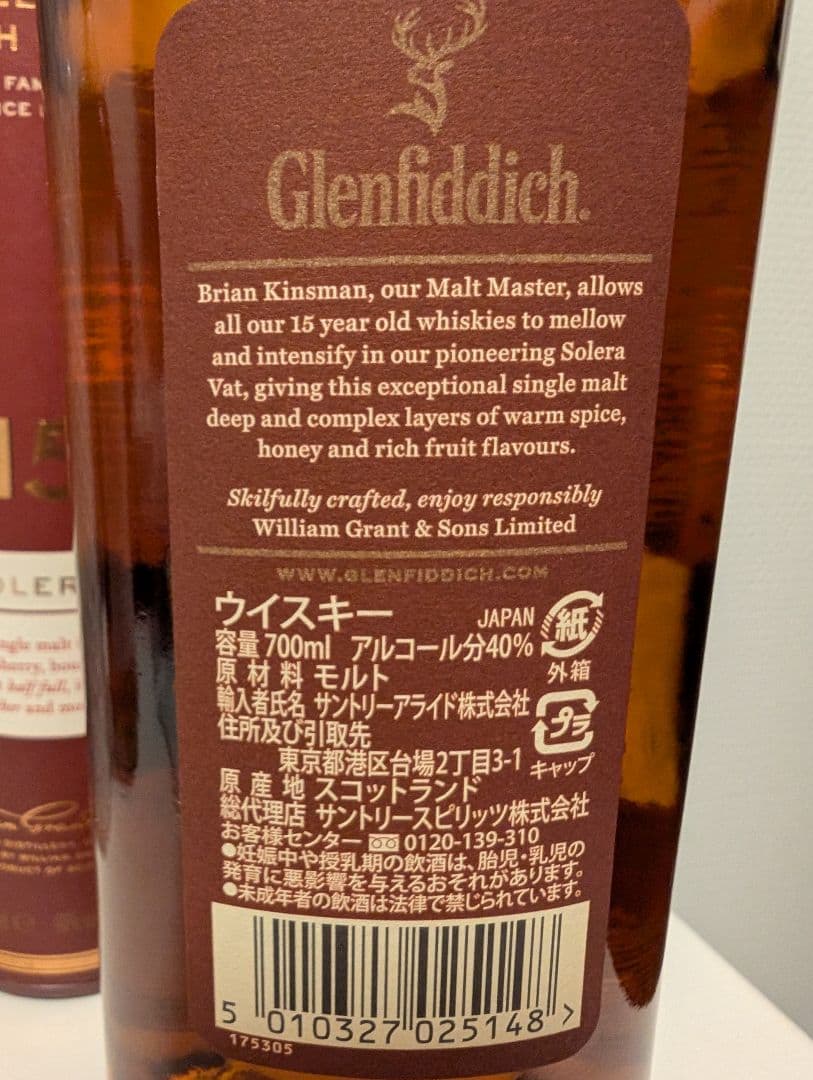 Glenfiddich.
Brian Kinsman, our Malt Master, allows
all our 15 year old whiskies to mellow
and intensify in our pioneering Solera
Vat, giving this exceptional single malt
deep and complex layers of warm spice,
honey and rich fruit flavours.
Skilfully crafted, enjoy responsibly
William Grant & Sons Limited
WWW.GLENFIDDICH.COM
ウイスキー JAPAN 紙
容量 700ml アルコール分40% 外箱
原材料 モルト
輸入者氏名 サントリーアライド株式会社 プラ
住所及び引取先
東京都港区台場2丁目3-1 キャップ
原産地 スコットランド
総代理店 サントリースピリッツ株式会社
お客様センター 0120-139-310
●妊娠中や授乳期の飲酒は、胎児・乳児の
発育に悪影響を与えるおそれがあります。
●未成年者の飲酒は法律で禁じられています。
5 010327 025148 >
175305
15